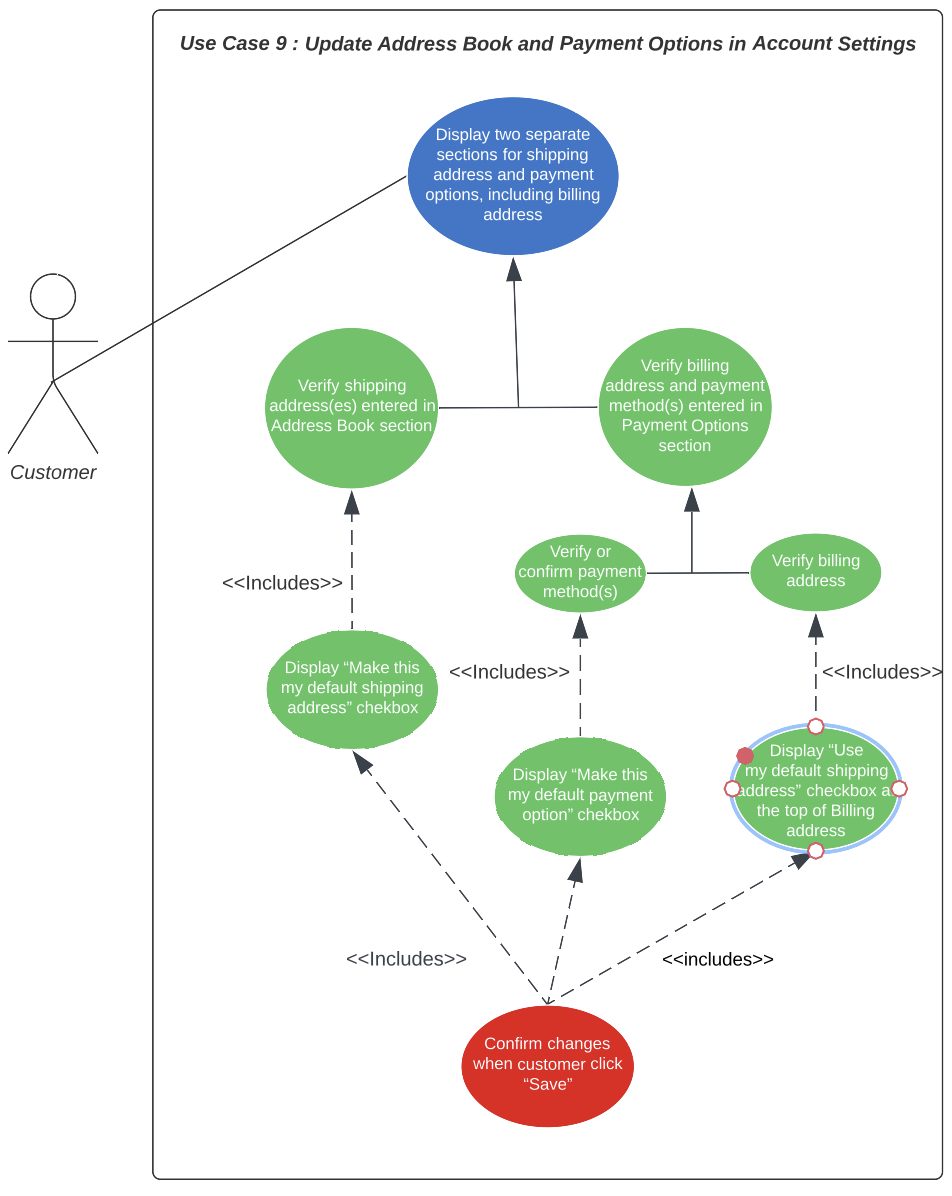 Use Case 9 : Update Address Book and Payment Options in Account Settings
Display two separate
sections for shipping
address and payment
options, including billing
address
Customer
Verify shipping
address(es) entered in
Address Book section
Verify billing
address and payment
method(s) entered in
Payment Options
section
Verify or
confirm payment
method(s)
Verify billing
address
<<Includes>>
<<Includes>>
<<Includes>>
Display “Make this
my default shipping
address” chekbox
Display “Make this
my default payment
option” chekbox
Display “Use
my default shipping
address” checkbox
the top of Billing
address
<<Includes>>
<<includes>>
Confirm changes
when customer click
“Save”